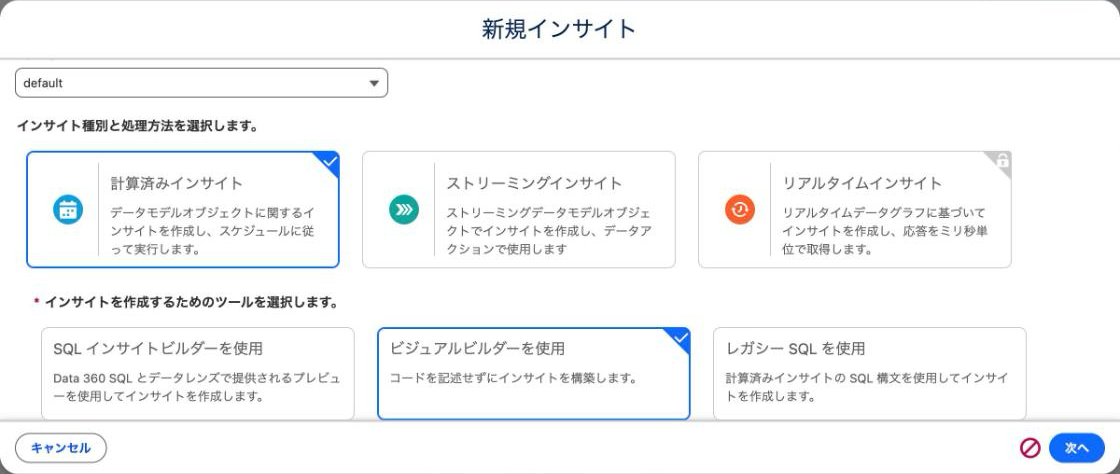 新規インサイト
default
インサイト種別と処理方法を選択します。
計算済みインサイト
データモデルオブジェクトに関するイ
ンサイトを作成し、スケジュールに従
って実行します。
ストリーミングインサイト
ストリーミングデータモデルオブジェ
クトでインサイトを作成し、データア
クションで使用します
リアルタイムインサイト
リアルタイムデータグラフに基づいて
インサイトを作成し、応答をミリ秒単
位で取得します。
* インサイトを作成するためのツールを選択します。
SQL インサイトビルダーを使用
Data 360 SQL とデータレンズで提供されるプレビュ
ーを使用してインサイトを作成します。
ビジュアルビルダーを使用
コードを記述せずにインサイトを構築します。
レガシー SQL を使用
計算済みインサイトの SQL 構文を使用してインサイ
トを作成します。
キャンセル
次へ